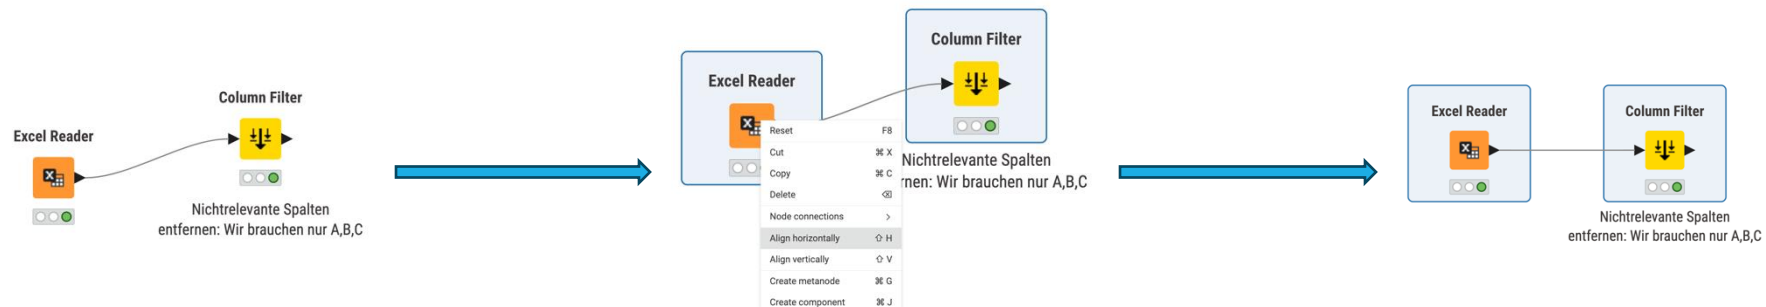 Column Filter
Excel Reader
Nichtrelevante Spalten
entfernen: Wir brauchen nur A,B,C
Column Filter
Excel Reader
Reset F8
Cut ⌘ X
Copy ⌘ C
Delete ⌫
Node connections >
Align horizontally ⇧ H
Align vertically ⇧ V
Create metanode ⌘ G
Create component ⌘ J
Nichtrelevante Spalten
rnen: Wir brauchen nur A,B,C
Excel Reader
Column Filter
Nichtrelevante Spalten
entfernen: Wir brauchen nur A,B,C